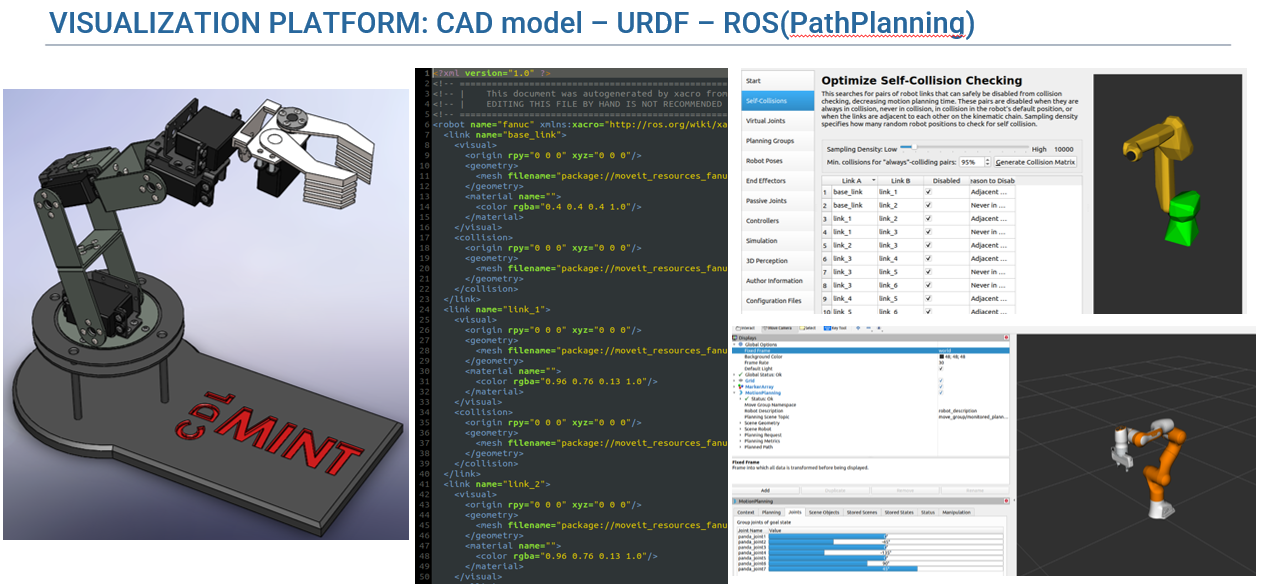 VISUALIZATION PLATFORM: CAD model – URDF – ROS(PathPlanning)
CDL
MINT
1 <?xml version="1.0" ?>
2 <!-- ================================================
3 <!-- | This document was autogenerated by xacro from
4 <!-- | EDITING THIS FILE BY HAND IS NOT RECOMMENDED
5 <!-- ================================================
6 <robot name="fanuc" xmlns:xacro="http://ros.org/wiki/xa
7 <link name="base_link">
8 <visual>
9 <origin rpy="0 0 0" xyz="0 0 0"/>
10 <geometry>
11 <mesh filename="package://moveit_resources_fanu
12 </geometry>
13 <material name="">
14 <color rgba="0.4 0.4 0.4 1.0"/>
15 </material>
16 </visual>
17 <collision>
18 <origin rpy="0 0 0" xyz="0 0 0"/>
19 <geometry>
20 <mesh filename="package://moveit_resources_fanu
21 </geometry>
22 </collision>
23 </link>
24 <link name="link_1">
25 <visual>
26 <origin rpy="0 0 0" xyz="0 0 0"/>
27 <geometry>
28 <mesh filename="package://moveit_resources_fanu
29 </geometry>
30 <material name="">
31 <color rgba="0.96 0.76 0.13 1.0"/>
32 </material>
33 </visual>
34 <collision>
35 <origin rpy="0 0 0" xyz="0 0 0"/>
36 <geometry>
37 <mesh filename="package://moveit_resources_fanu
38 </geometry>
39 </collision>
40 </link>
41 <link name="link_2">
42 <visual>
43 <origin rpy="0 0 0" xyz="0 0 0"/>
44 <geometry>
45 <mesh filename="package://moveit_resources_fanu
46 </geometry>
47 <material name="">
48 <color rgba="0.96 0.76 0.13 1.0"/>
49 </material>
50 </visual>
Start
Self-Collisions
Virtual Joints
Planning Groups
Robot Poses
End Effectors
Passive Joints
Controllers
Simulation
3D Perception
Author Information
Configuration Files
Optimize Self-Collision Checking
This searches for pairs of robot links that can safely be disabled from collision
checking, decreasing motion planning time. These pairs are disabled when they are
always in collision, never in collision, in collision in the robot's default position, or
when the links are adjacent to each other on the kinematic chain. Sampling density
specifies how many random robot positions to check for self collision.
Sampling Density: Low High 10000
Min. collisions for "always"-colliding pairs: 95% Generate Collision Matrix
Link A Link B Disabled eason to Disab
1 base_link link_1 Adjacent ...
2 base_link link_2 Never in ...
3 link_1 link_2 Adjacent ...
4 link_1 link_3 Never in ...
5 link_2 link_3 Adjacent ...
6 link_3 link_4 Adjacent ...
7 link_3 link_5 Never in ...
8 link_3 link_6 Never in ...
9 link_4 link_5 Adjacent ...
10 link_5 link_6 Adjacent ...
Interact Move Camera Select Key Tool
Displays
Global Options
Fixed Frame world
Background Color 48; 48; 48
Frame Rate 30
Default Light
Global Status: Ok
Grid
MarkerArray
MotionPlanning
Status: Ok
Move Group Namespace
Robot Description robot_description
Planning Scene Topic move_group/monitored_plann...
Scene Geometry
Scene Robot
Planning Request
Planning Metrics
Planned Path
Fixed Frame
Frame into which all data is transformed before being displayed.
Add Duplicate Remove Rename
MotionPlanning
Context Planning Joints Scene Objects Stored Scenes Stored States Status Manipulation
Group joints of goal state
Joint Name Value
panda_joint1
panda_joint2
panda_joint3
panda_joint4
panda_joint5
panda_joint6 90°
panda_joint7